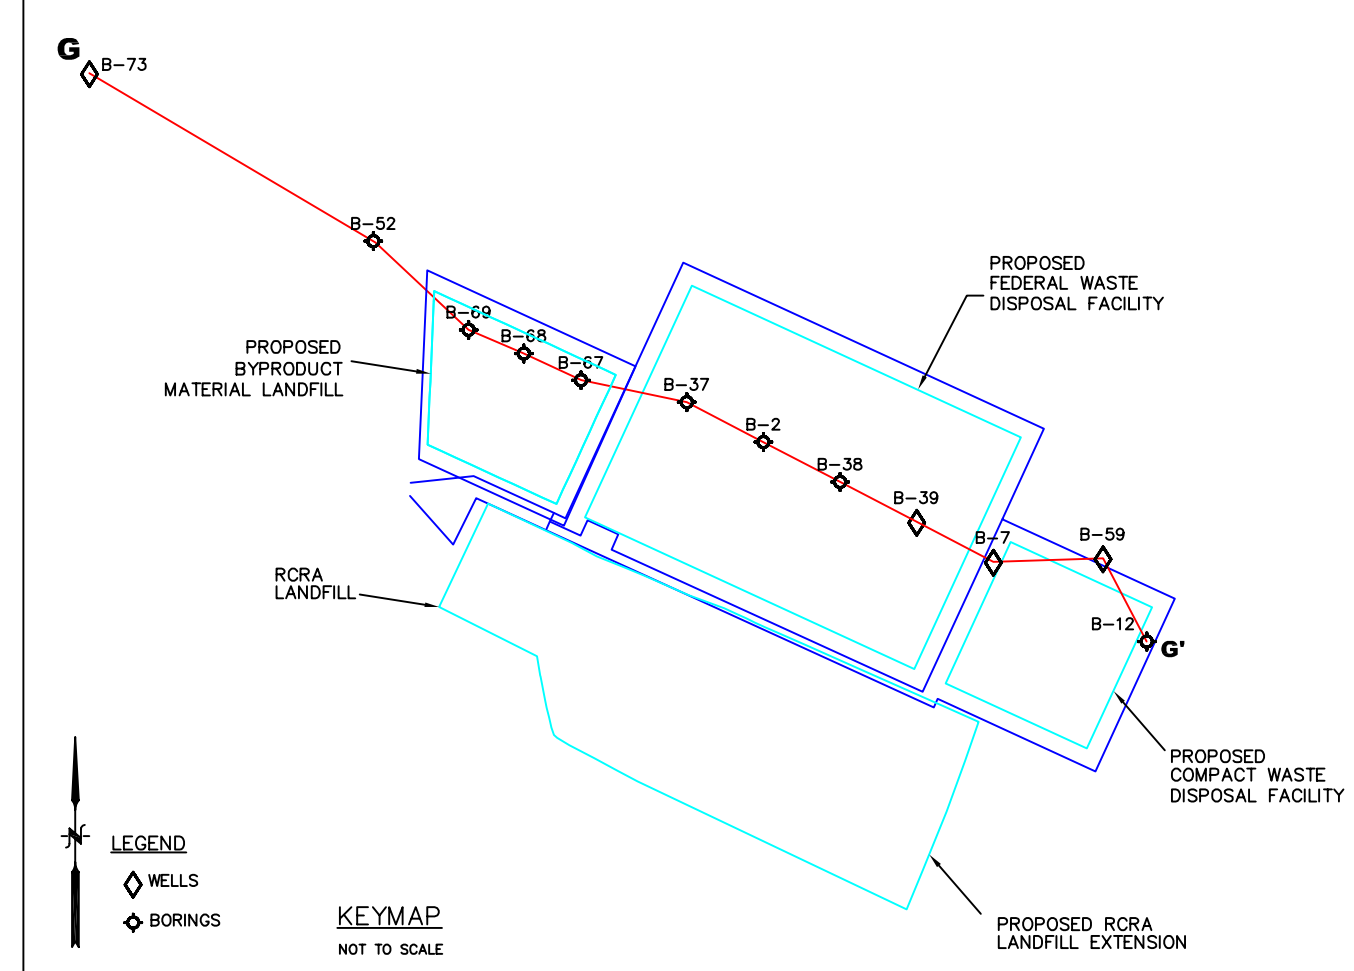 G
B-73
B-52
B-69
B-68
B-67
B-37
B-2
B-38
B-39
B-7
B-59
B-12
G'
PROPOSED
FEDERAL WASTE
DISPOSAL FACILITY
PROPOSED
BYPRODUCT
MATERIAL LANDFILL
RCRA
LANDFILL
PROPOSED
COMPACT WASTE
DISPOSAL FACILITY
PROPOSED RCRA
LANDFILL EXTENSION
N
LEGEND
WELLS
BORINGS
KEYMAP
NOT TO SCALE